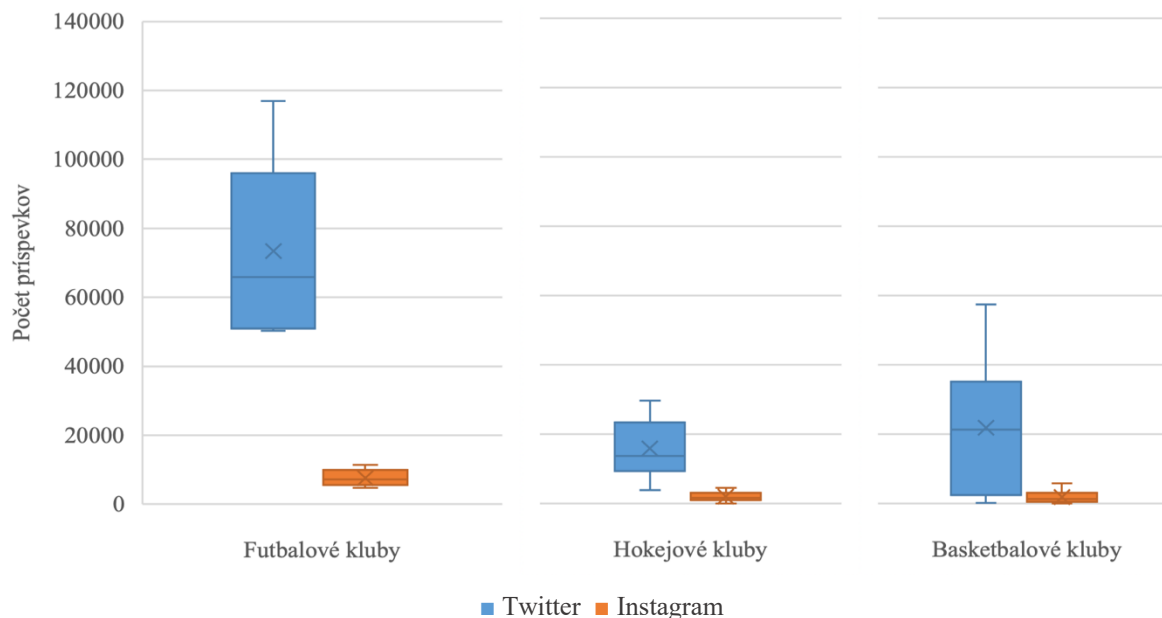 140000
120000
100000
80000
60000
40000
20000
0
Počet príspevkov
Futbalové kluby
Hokejové kluby
Basketbalové kluby
Twitter
Instagram